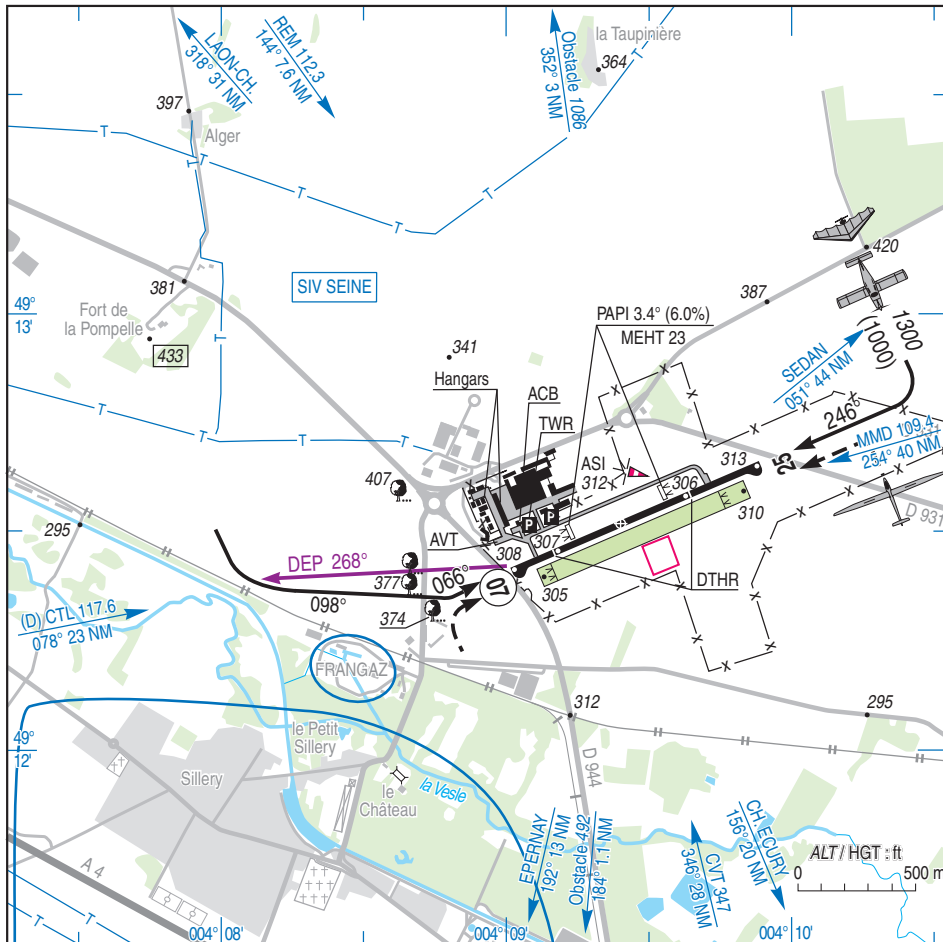 LAON-CH.
318° 31 NM
REM 112.3
144° 7.6 NM
Obstacle 1086
352° 3 NM
la Taupinière
364
397
Alger
T
T
T
T
T
T
T
T
420
381
SIV SEINE
387
49°
13'
Fort de
la Pompelle
433
PAPI 3.4° (6.0%)
MEHT 23
1300
(1000)
341
SEDAN
051° 44 NM
Hangars
ACB
TWR
246°
MMD 109.4
254° 40 NM
25
313
407
ASI
312
306
310
D 931
295
P
P
AVT
308
307
DEP 268°
377
066°
07
305
DTHR
098°
374
(D) CTL 117.6
078° 23 NM
FRANGAZ
312
295
49°
12'
le Petit
Sillery
Sillery
le
Château
la Vesle
D 944
A 4
EPERNAY
192° 13 NM
Obstacle 492
184° 1.1 NM
CVT 347
346° 28 NM
CH. ECURY
156° 20 NM
ALT / HGT : ft
0
500 m
004° 08'
004° 09'
004° 10'
T
T